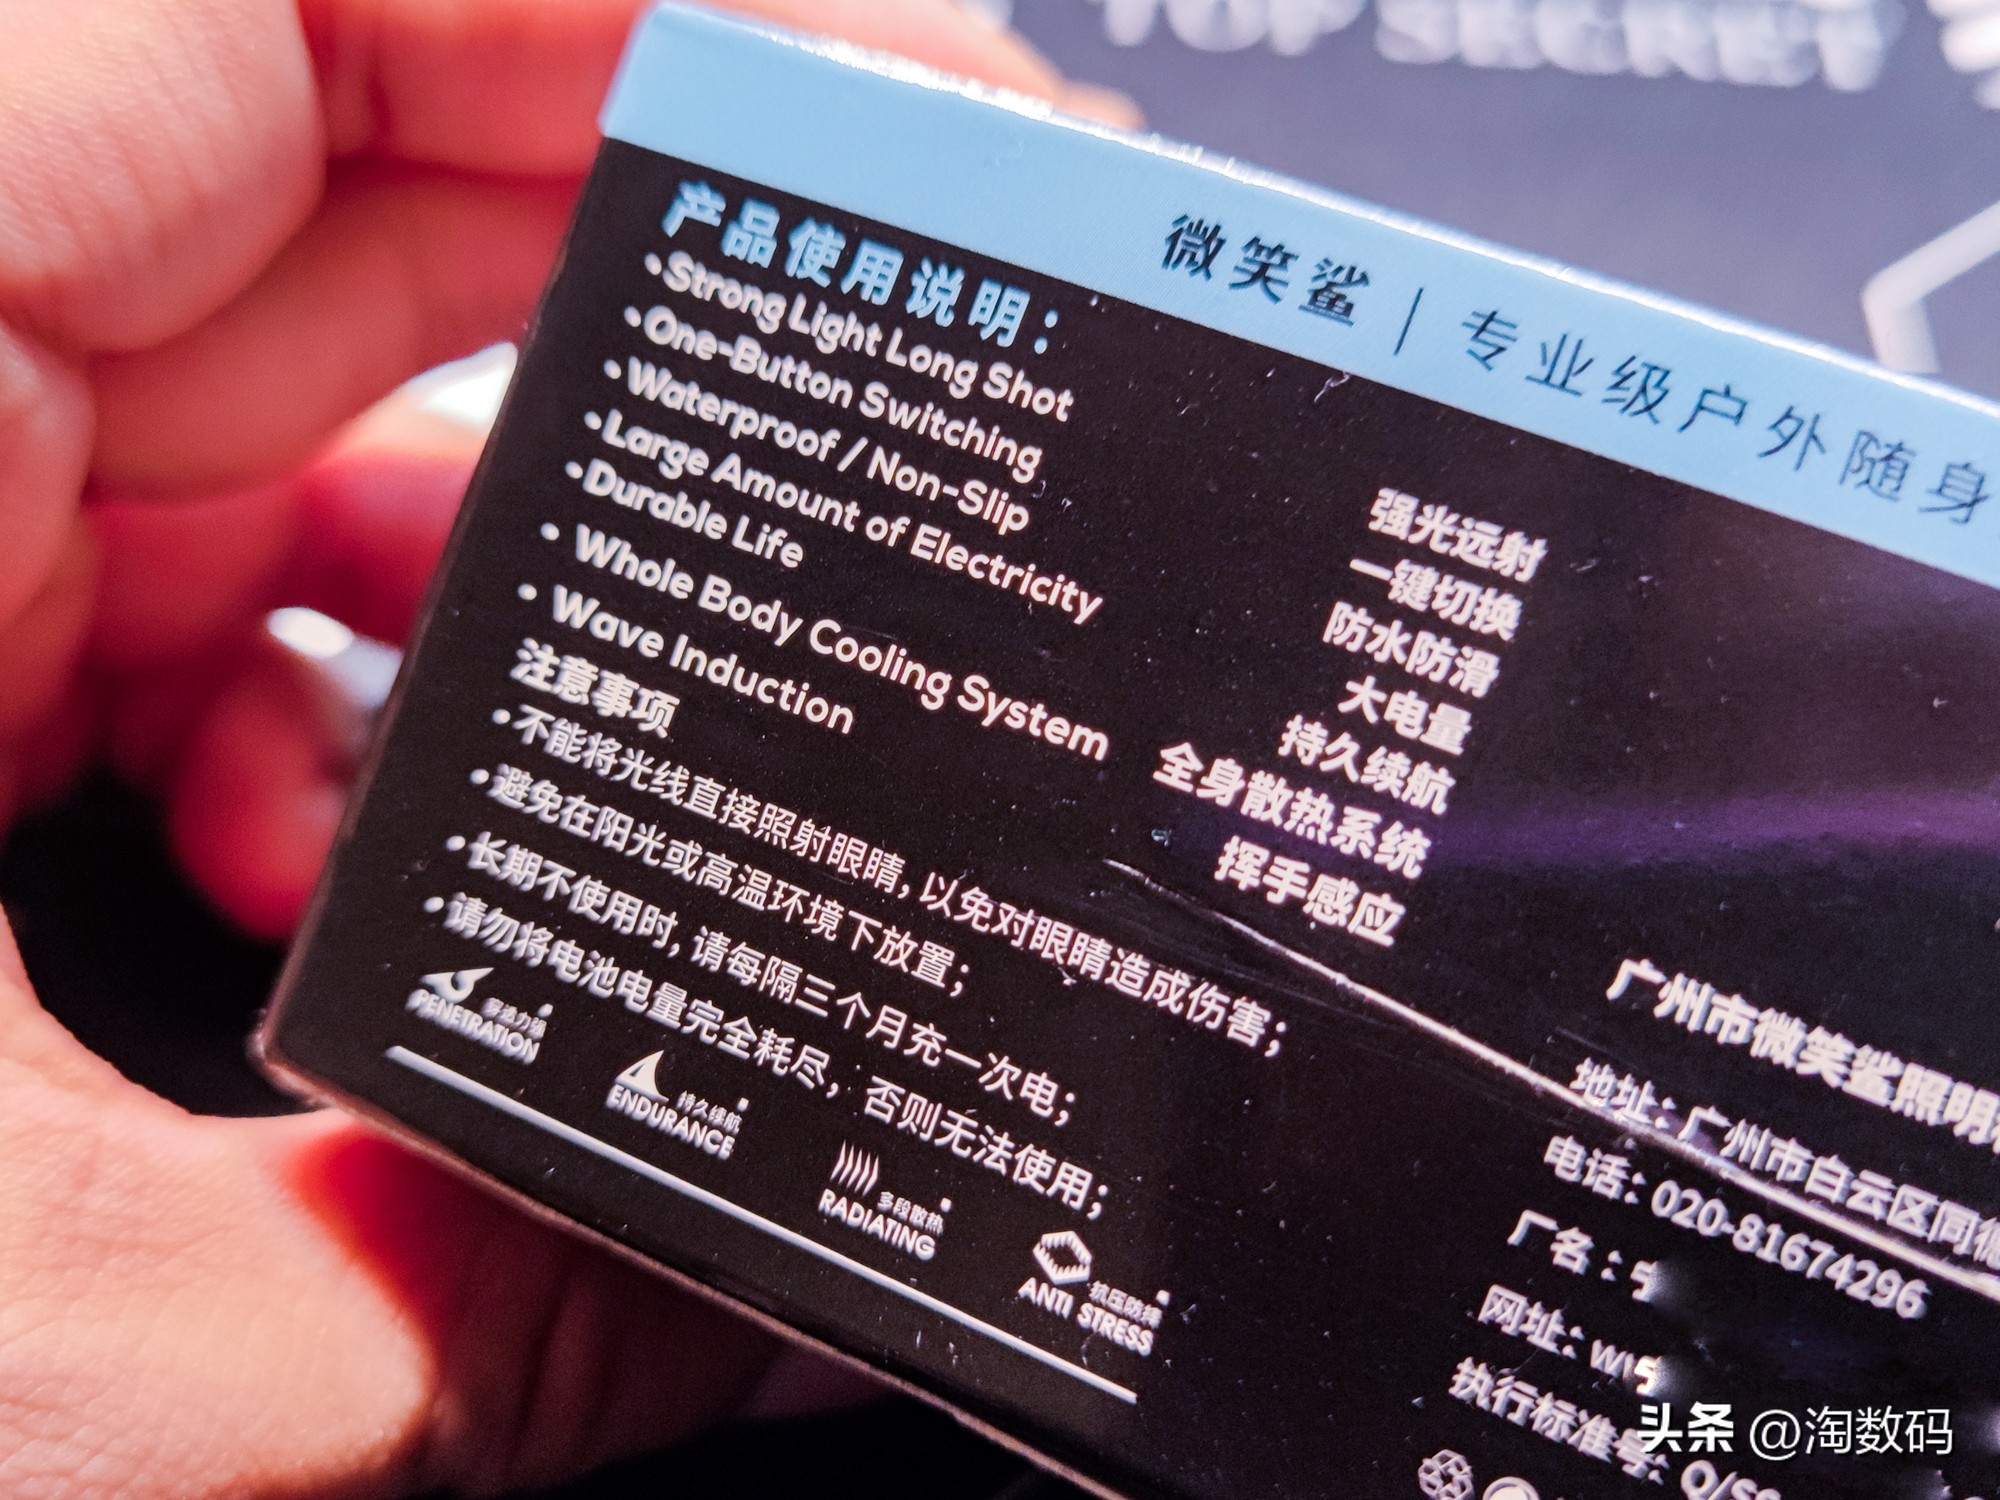 TOP SECRET
微笑鲨 | 专业级户外随身
产品使用说明：
•Strong Light Long Shot 强光远射
•One-Button Switching 一键切换
•Waterproof / Non-Slip 防水防滑
•Large Amount of Electricity 大电量
•Durable Life 持久续航
• Whole Body Cooling System 全身散热系统
• Wave Induction 挥手感应
注意事项
•不能将光线直接照射眼睛，以免对眼睛造成伤害；
•避免在阳光或高温环境下放置；
•长期不使用时，请每隔三个月充一次电；
•请勿将电池电量完全耗尽，否则无法使用；
PENETRATION
持久续航
ENDURANCE
多段散热
RADIATING
抗压防摔
ANTI STRESS
广州市微笑鲨照明
地址：广州市白云区同德
电话：020-81674296
厂名：
网址：w
执行标准号：Q/S
头条 @淘数码